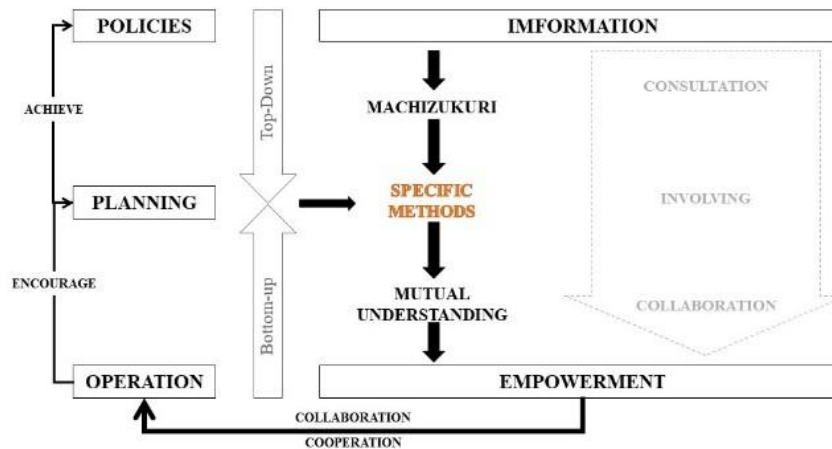 POLICIES
IMFORMATION
Top-Down
CONSULTATION
ACHIEVE
MACHIZUKURI
PLANNING
SPECIFIC
METHODS
INVOLVING
ENCOURAGE
Bottom-up
MUTUAL
UNDERSTANDING
COLLABORATION
OPERATION
EMPOWERMENT
COLLABORATION
COOPERATION